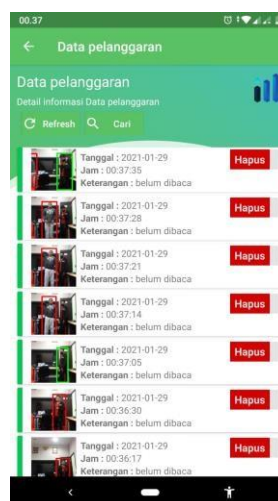 00.37
Data pelanggaran
Data pelanggaran
Detail informasi Data pelanggaran
Refresh
Cari
Tanggal : 2021-01-29
Jam : 00:37:35
Keterangan : belum dibaca
Hapus
Tanggal : 2021-01-29
Jam : 00:37:28
Keterangan : belum dibaca
Hapus
Tanggal : 2021-01-29
Jam : 00:37:21
Keterangan : belum dibaca
Hapus
Tanggal : 2021-01-29
Jam : 00:37:14
Keterangan : belum dibaca
Hapus
Tanggal : 2021-01-29
Jam : 00:37:05
Keterangan : belum dibaca
Hapus
Tanggal : 2021-01-29
Jam : 00:36:30
Keterangan : belum dibaca
Hapus
Tanggal : 2021-01-29
Jam : 00:36:17
Keterangan : belum dibaca
Hapus